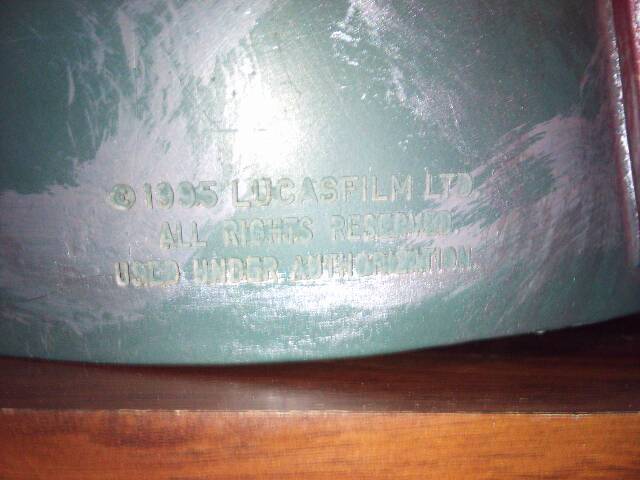 © 1995 LUCASFILM LTD
ALL RIGHTS RESERVED
USED UNDER AUTHORIZATION.